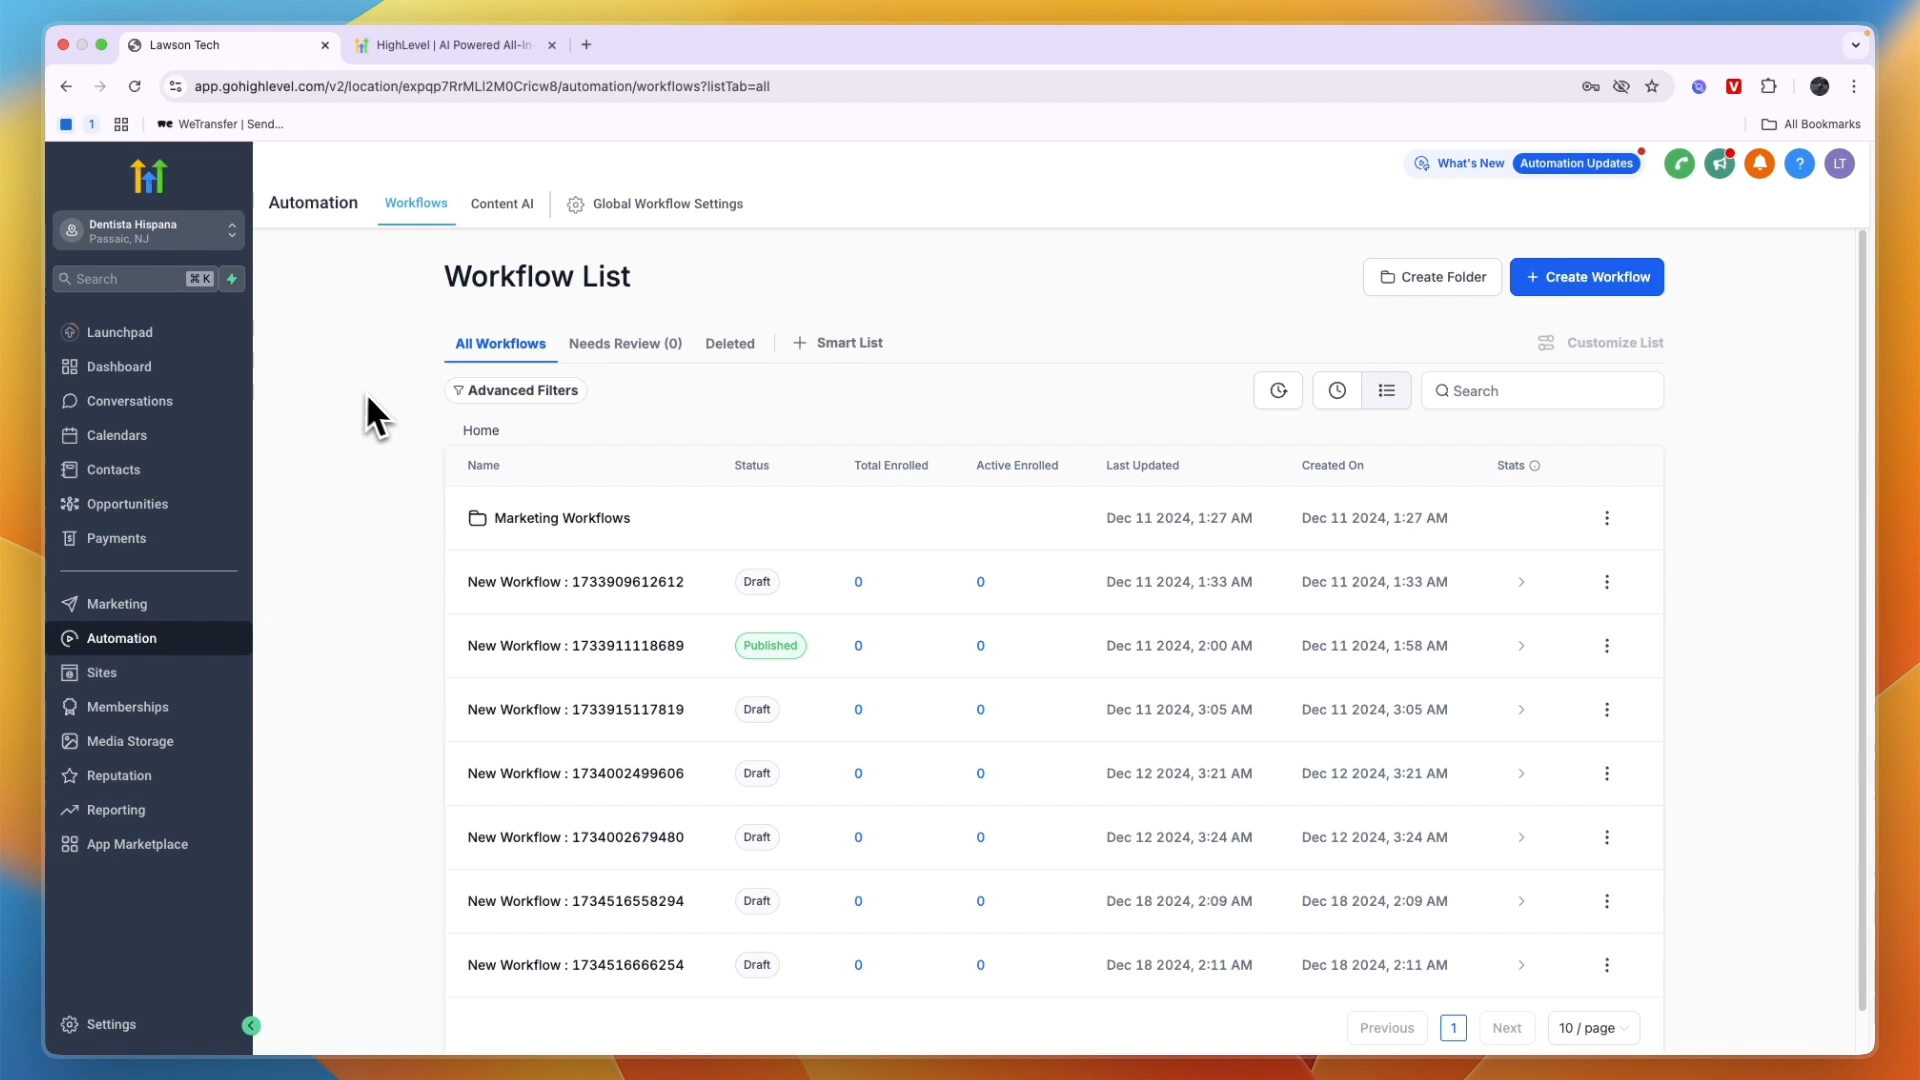 Lawson Tech
HighLevel | AI Powered All-In-
app.gohighlevel.com/v2/location/expqp7RrMLI2M0Cricw8/automation/workflows?listTab=all
V
1
we WeTransfer | Send...
All Bookmarks
What's New Automation Updates
? LT
Automation Workflows Content AI Global Workflow Settings
Dentista Hispana
Passaic, NJ
Search ⌘ K
Launchpad
Dashboard
Conversations
Calendars
Contacts
Opportunities
Payments
Marketing
Automation
Sites
Memberships
Media Storage
Reputation
Reporting
App Marketplace
Settings
Workflow List
Create Folder
+ Create Workflow
All Workflows Needs Review (0) Deleted + Smart List
Customize List
Advanced Filters
Search
Home
Name Status Total Enrolled Active Enrolled Last Updated Created On Stats
Marketing Workflows Dec 11 2024, 1:27 AM Dec 11 2024, 1:27 AM
New Workflow : 1733909612612 Draft 0 0 Dec 11 2024, 1:33 AM Dec 11 2024, 1:33 AM
New Workflow : 1733911118689 Published 0 0 Dec 11 2024, 2:00 AM Dec 11 2024, 1:58 AM
New Workflow : 1733915117819 Draft 0 0 Dec 11 2024, 3:05 AM Dec 11 2024, 3:05 AM
New Workflow : 1734002499606 Draft 0 0 Dec 12 2024, 3:21 AM Dec 12 2024, 3:21 AM
New Workflow : 1734002679480 Draft 0 0 Dec 12 2024, 3:24 AM Dec 12 2024, 3:24 AM
New Workflow : 1734516558294 Draft 0 0 Dec 18 2024, 2:09 AM Dec 18 2024, 2:09 AM
New Workflow : 1734516666254 Draft 0 0 Dec 18 2024, 2:11 AM Dec 18 2024, 2:11 AM
Previous 1 Next 10 / page